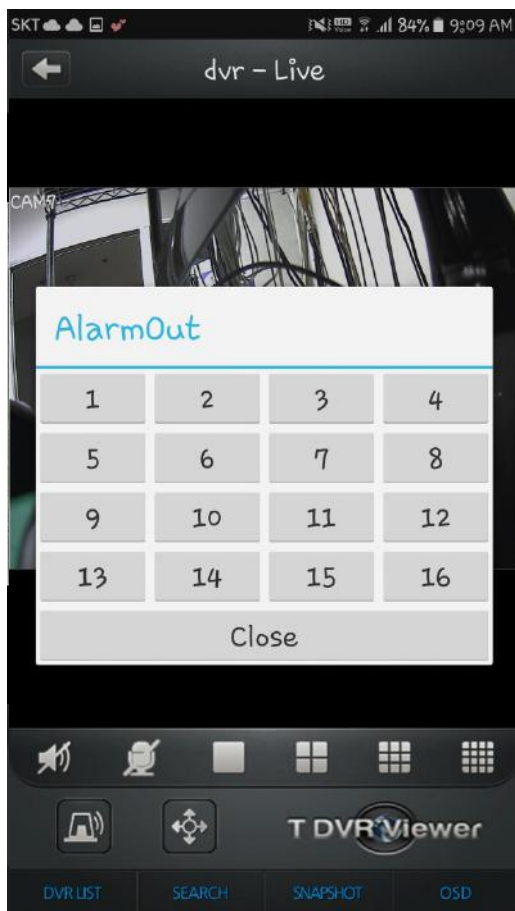 SKT 84% 9:09 AM
dvr - Live
CAM7
AlarmOut
1 2 3 4
5 6 7 8
9 10 11 12
13 14 15 16
Close
T DVR Viewer
DVR LIST SEARCH SNAPSHOT OSD